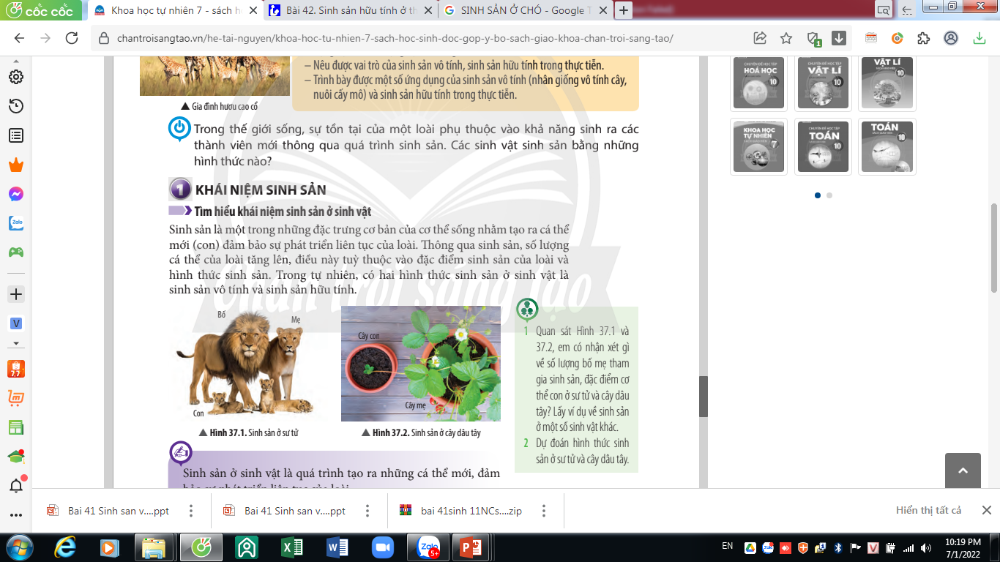 CỐC CỐC
Khoa học tự nhiên 7 - sách h
Bài 42. Sinh sản hữu tính ở th
SINH SẢN Ở CHÓ - Google T
chantroisangtao.vn/he-tai-nguyen/khoa-hoc-tu-nhien-7-sach-hoc-sinh-doc-gop-y-bo-sach-giao-khoa-chan-troi-sang-tao/
1
– Nêu được vai trò của sinh sản vô tính, sinh sản hữu tính trong thực tiễn.
– Trình bày được một số ứng dụng của sinh sản vô tính (nhân giống vô tính cây,
nuôi cấy mô) và sinh sản hữu tính trong thực tiễn.
▲ Gia đình hươu cao cổ
Trong thế giới sống, sự tồn tại của một loài phụ thuộc vào khả năng sinh ra các
thành viên mới thông qua quá trình sinh sản. Các sinh vật sinh sản bằng những
hình thức nào?
1 KHÁI NIỆM SINH SẢN
Tìm hiểu khái niệm sinh sản ở sinh vật
Sinh sản là một trong những đặc trưng cơ bản của cơ thể sống nhằm tạo ra cá thể
mới (con) đảm bảo sự phát triển liên tục của loài. Thông qua sinh sản, số lượng
cá thể của loài tăng lên, điều này tuỳ thuộc vào đặc điểm sinh sản của loài và
hình thức sinh sản. Trong tự nhiên, có hai hình thức sinh sản ở sinh vật là
sinh sản vô tính và sinh sản hữu tính.
Chân trời sáng tạo
Bố
Mẹ
Con
▲ Hình 37.1. Sinh sản ở sư tử
Cây con
Cây mẹ
▲ Hình 37.2. Sinh sản ở cây dâu tây
1 Quan sát Hình 37.1 và
37.2, em có nhận xét gì
về số lượng bố mẹ tham
gia sinh sản, đặc điểm cơ
thể con ở sư tử và cây dâu
tây? Lấy ví dụ về sinh sản
ở một số sinh vật khác.
2 Dự đoán hình thức sinh
sản ở sư tử và cây dâu tây.
Sinh sản ở sinh vật là quá trình tạo ra những cá thể mới, đảm
bảo sự phát triển liên tục của loài.
CHUYÊN ĐỀ HỌC TẬP
HOÁ HỌC
10
CHUYÊN ĐỀ HỌC TẬP
VẬT LÍ
10
VẬT LÍ
10
KHOA HỌC
TỰ NHIÊN
7
CHUYÊN ĐỀ HỌC TẬP
TOÁN
10
TOÁN
10
Zalo
V
7.7
Bai 41 Sinh san v....ppt
Bai 41 Sinh san v....ppt
bai 41sinh 11NCs....zip
Hiển thị tất cả
Zalo
5+
EN
10:19 PM
7/1/2022